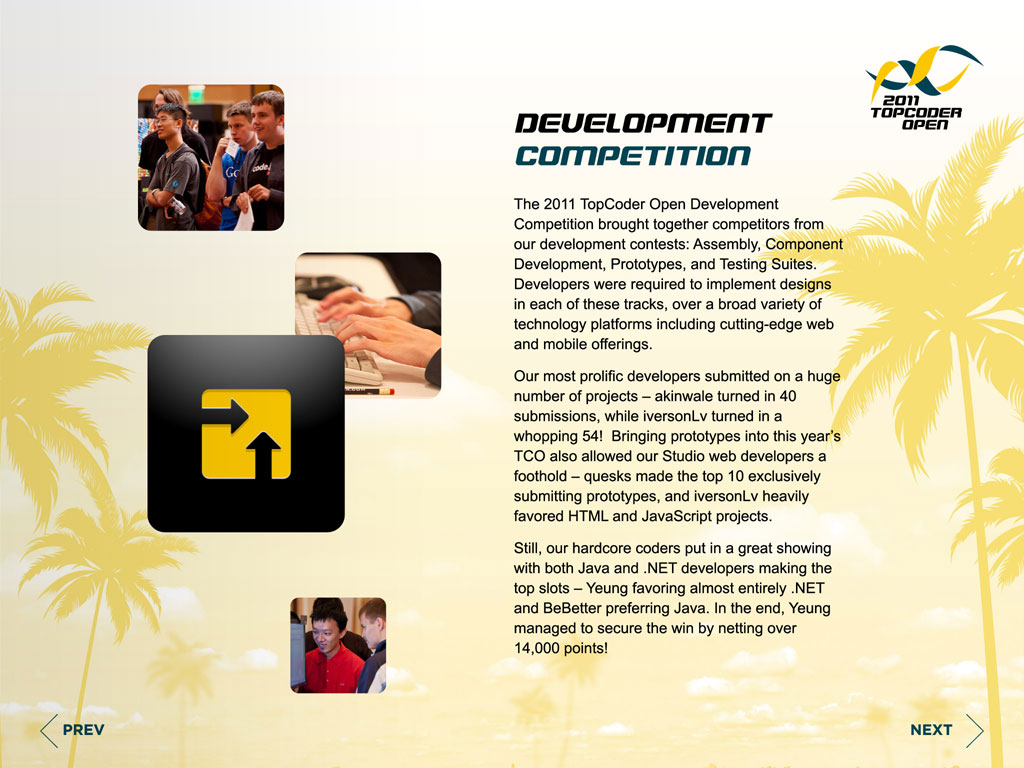 2011
TOPCODER
OPEN
DEVELOPMENT
COMPETITION
The 2011 TopCoder Open Development
Competition brought together competitors from
our development contests: Assembly, Component
Development, Prototypes, and Testing Suites.
Developers were required to implement designs
in each of these tracks, over a broad variety of
technology platforms including cutting-edge web
and mobile offerings.
Our most prolific developers submitted on a huge
number of projects – akinwale turned in 40
submissions, while iversonLv turned in a
whopping 54!  Bringing prototypes into this year’s
TCO also allowed our Studio web developers a
foothold – quesks made the top 10 exclusively
submitting prototypes, and iversonLv heavily
favored HTML and JavaScript projects.
Still, our hardcore coders put in a great showing
with both Java and .NET developers making the
top slots – Yeung favoring almost entirely .NET
and BeBetter preferring Java. In the end, Yeung
managed to secure the win by netting over
14,000 points!
PREV
NEXT